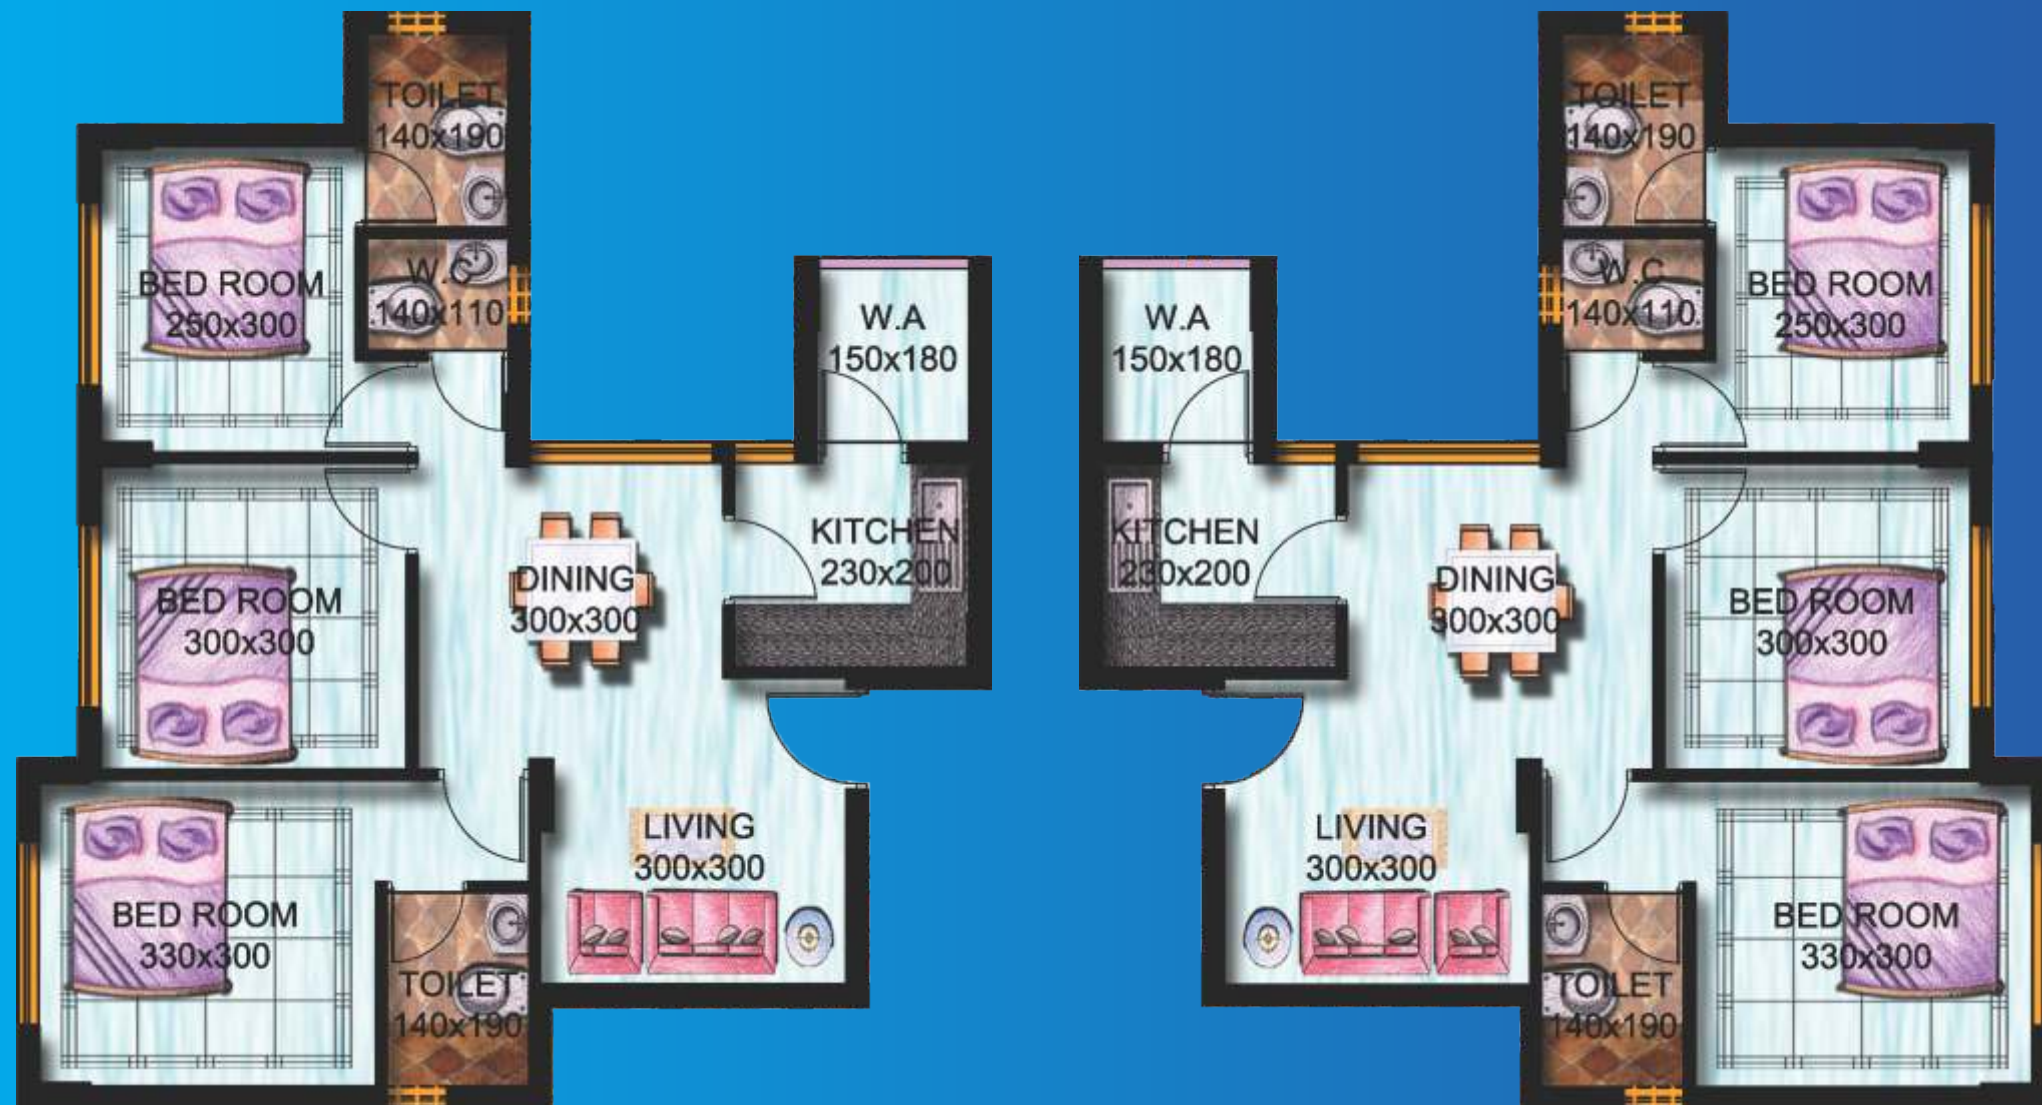 TOILET
140x190
BED ROOM
250x300
W.C
140x110
W.A
150x180
KITCHEN
230x200
DINING
300x300
BED ROOM
300x300
LIVING
300x300
BED ROOM
330x300
TOILET
140x190
TOILET
140x190
W.C
140x110
BED ROOM
250x300
W.A
150x180
KITCHEN
230x200
DINING
300x300
BED ROOM
300x300
LIVING
300x300
BED ROOM
330x300
TOILET
140x190